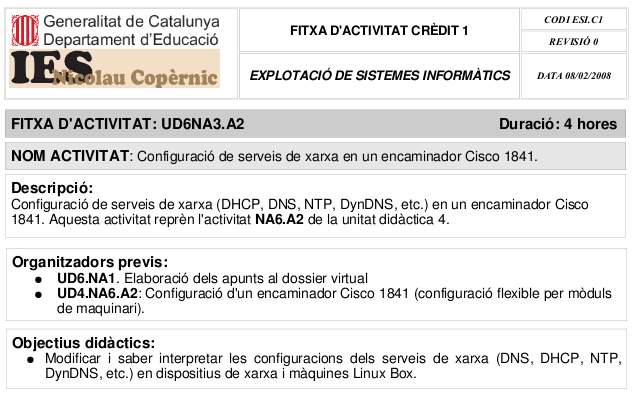 Generalitat de Catalunya
Departament d'Educació
IES Nicolau Copèrnic
FITXA D'ACTIVITAT CRÈDIT 1
EXPLOTACIÓ DE SISTEMES INFORMÀTICS
CODI ESI.C1
REVISIÓ 0
DATA 08/02/2008
FITXA D'ACTIVITAT: UD6NA3.A2 Duració: 4 hores
NOM ACTIVITAT: Configuració de serveis de xarxa en un encaminador Cisco 1841.
Descripció:
Configuració de serveis de xarxa (DHCP, DNS, NTP, DynDNS, etc.) en un encaminador Cisco
1841. Aquesta activitat reprèn l'activitat NA6.A2 de la unitat didàctica 4.
Organitzadors previs:
● UD6.NA1. Elaboració dels apunts al dossier virtual
● UD4.NA6.A2: Configuració d'un encaminador Cisco 1841 (configuració flexible per mòduls
de maquinari).
Objectius didàctics:
● Modificar i saber interpretar les configuracions dels serveis de xarxa (DNS, DHCP, NTP,
DynDNS, etc.) en dispositius de xarxa i màquines Linux Box.